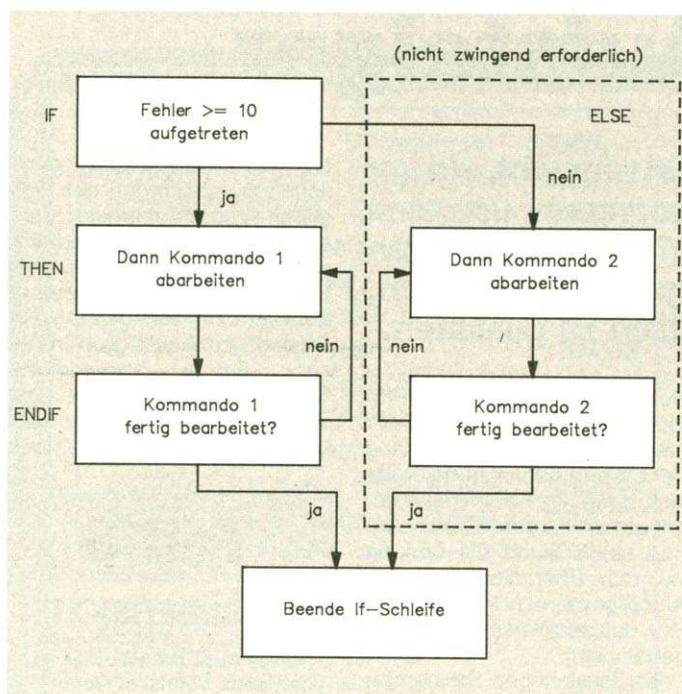 (nicht zwingend erforderlich)
IF
Fehler >= 10
aufgetreten
ELSE
ja
nein
THEN
Dann Kommando 1
abarbeiten
Dann Kommando 2
abarbeiten
nein
nein
ENDIF
Kommando 1
fertig bearbeitet?
Kommando 2
fertig bearbeitet?
ja
ja
Beende If-Schleife